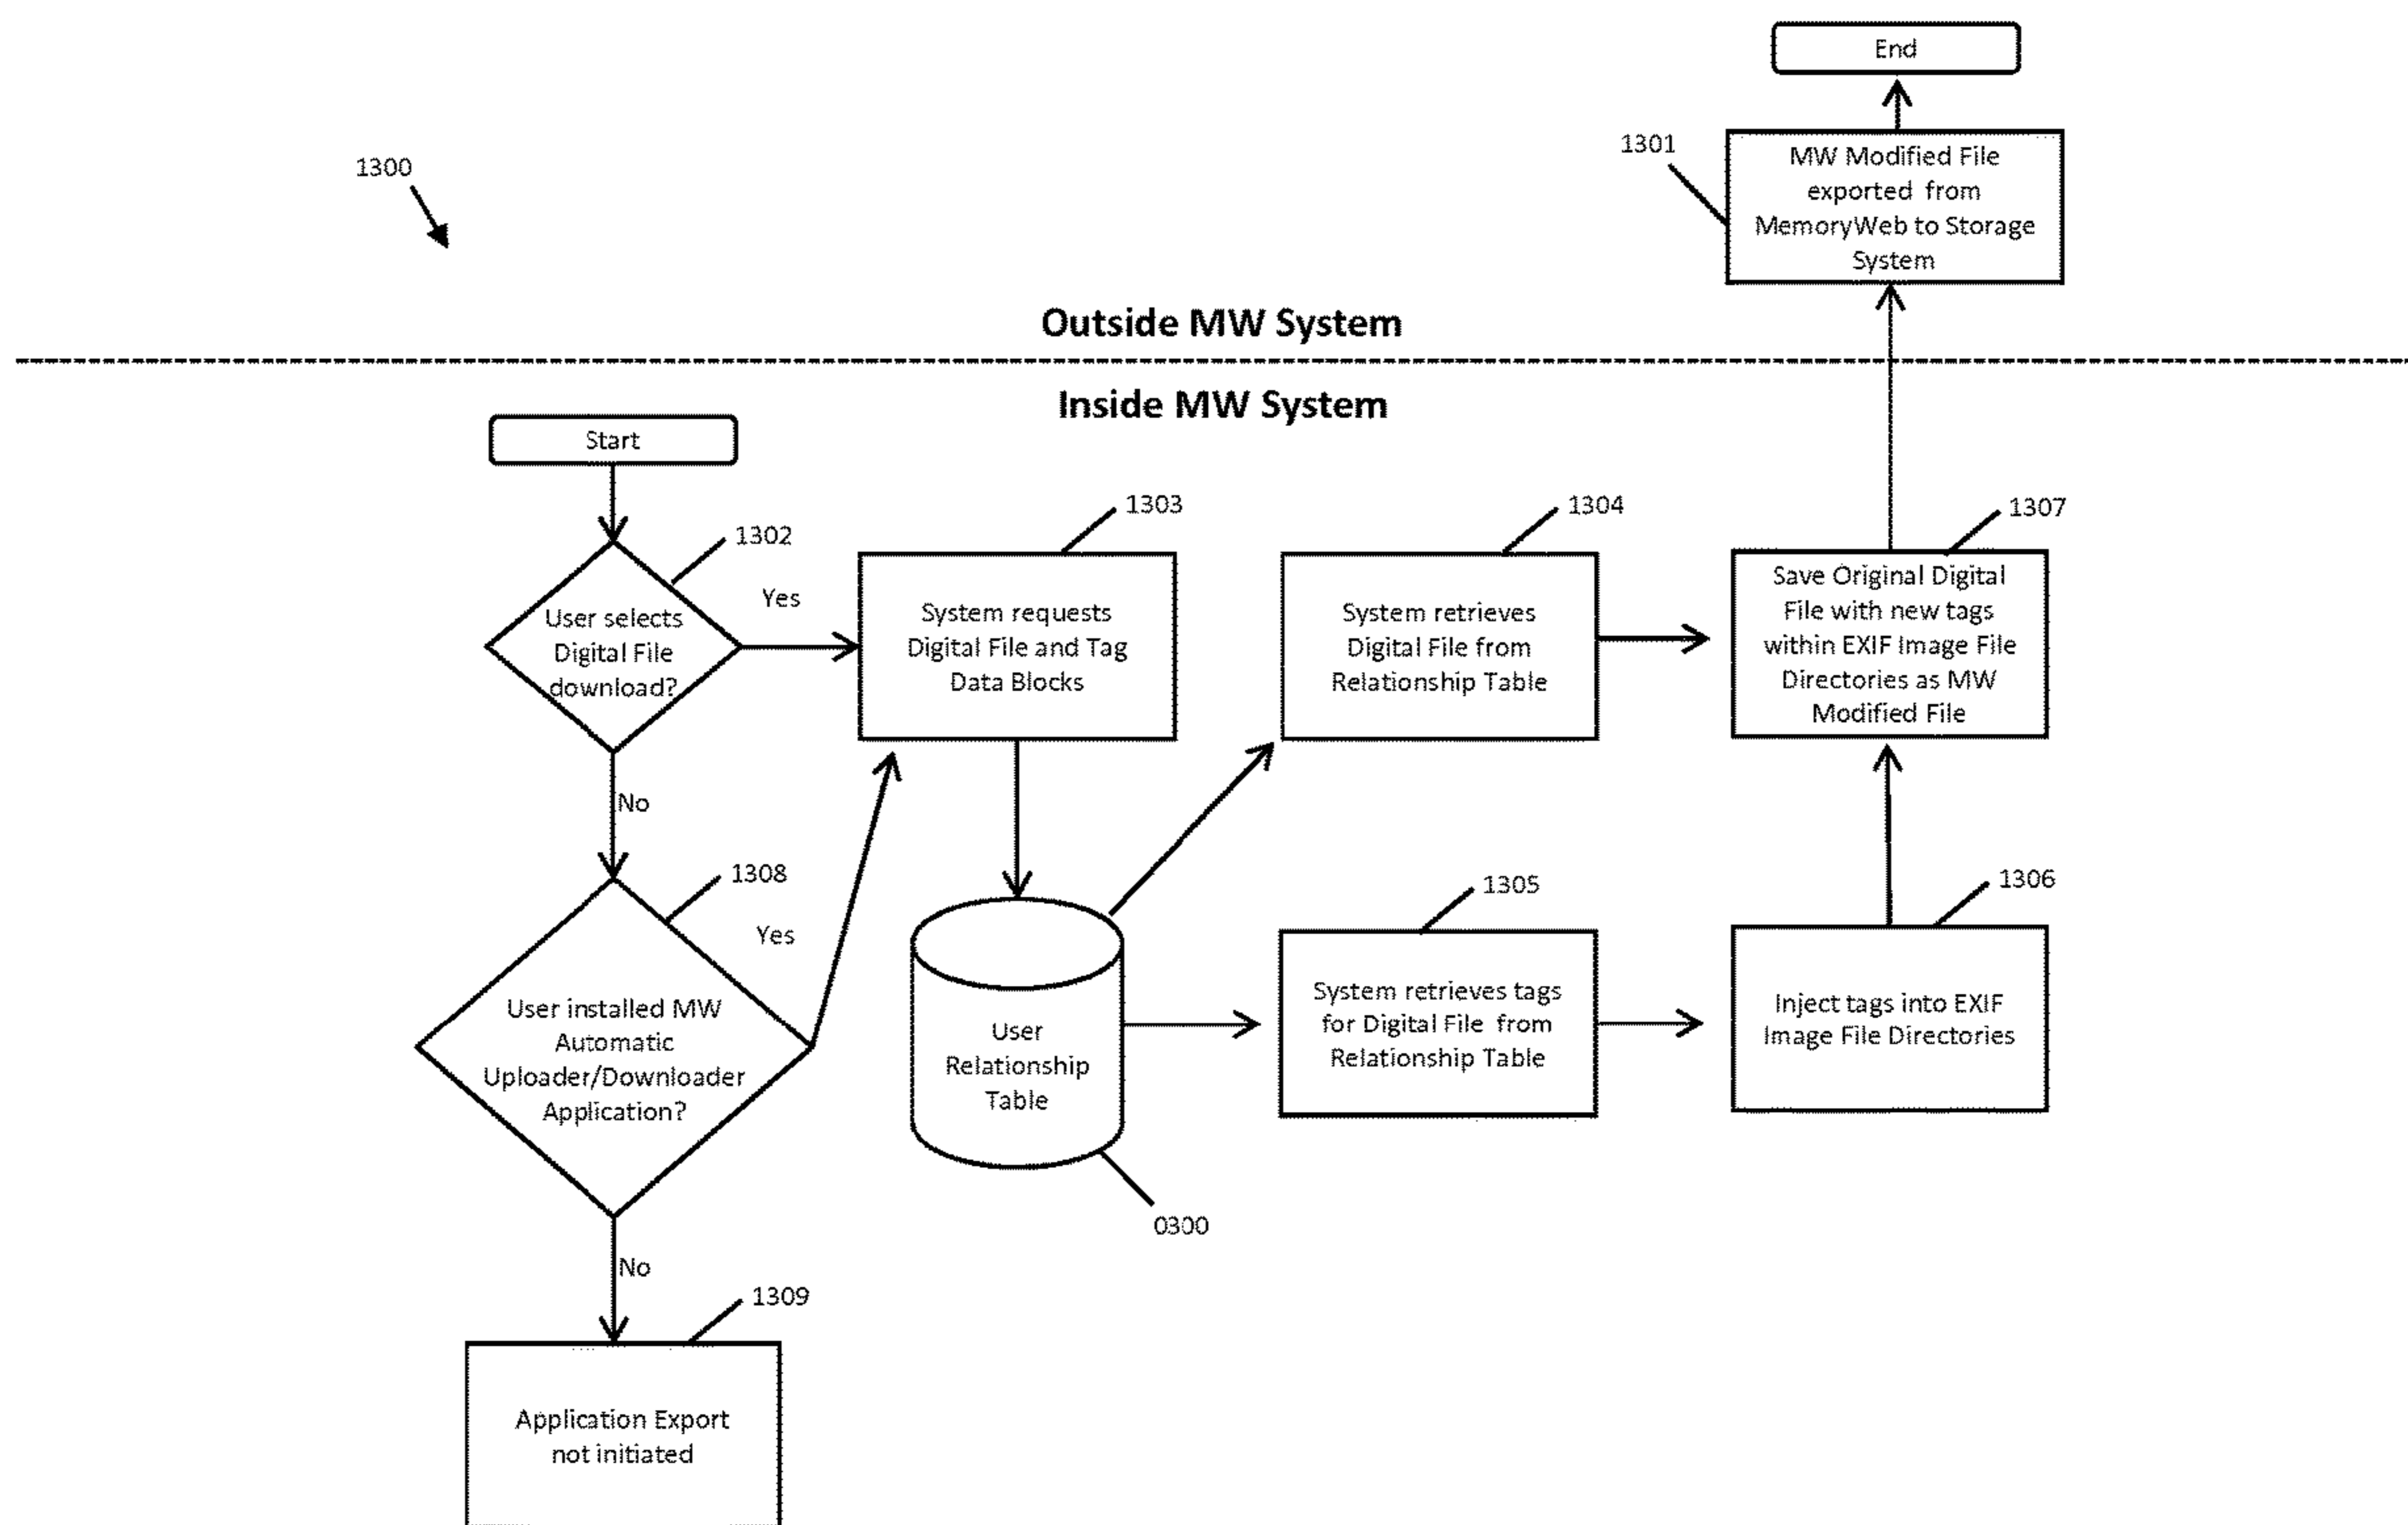 End
1301
MW Modified File
exported from
MemoryWeb to Storage
System
1300
Outside MW System
Inside MW System
Start
1302
User selects
Digital File
download?
Yes
No
1303
System requests
Digital File and Tag
Data Blocks
1304
System retrieves
Digital File from
Relationship Table
1307
Save Original Digital
File with new tags
within EXIF Image File
Directories as MW
Modified File
1308
Yes
User installed MW
Automatic
Uploader/Downloader
Application?
No
User
Relationship
Table
0300
1305
System retrieves tags
for Digital File from
Relationship Table
1306
Inject tags into EXIF
Image File Directories
1309
Application Export
not initiated